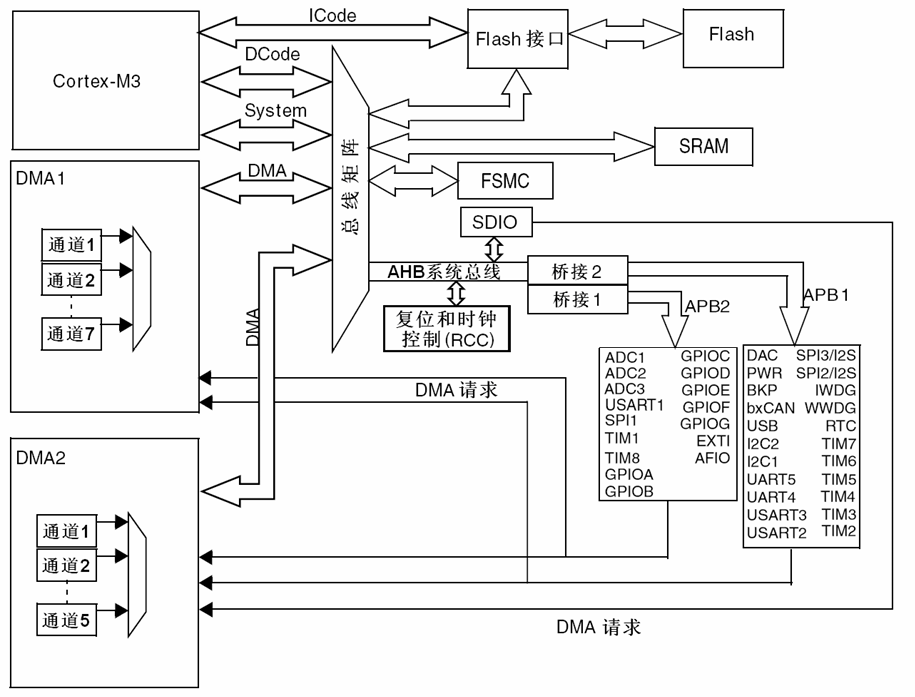 ICode
DCode
System
DMA
Cortex-M3
Flash 接口
Flash
SRAM
FSMC
SDIO
总线矩阵
DMA1
通道1
通道2
通道7
DMA
AHB系统总线
桥接2
桥接1
复位和时钟
控制(RCC)
APB2
APB1
ADC1 GPIOC
ADC2 GPIOD
ADC3 GPIOE
USART1 GPIOF
SPI1 GPIOG
TIM1 EXTI
TIM8 AFIO
GPIOA
GPIOB
DAC SPI3/I2S
PWR SPI2/I2S
BKP IWDG
bxCAN WWDG
USB RTC
I2C2 TIM7
I2C1 TIM6
UART5 TIM5
UART4 TIM4
USART3 TIM3
USART2 TIM2
DMA 请求
DMA2
通道1
通道2
通道5
DMA 请求